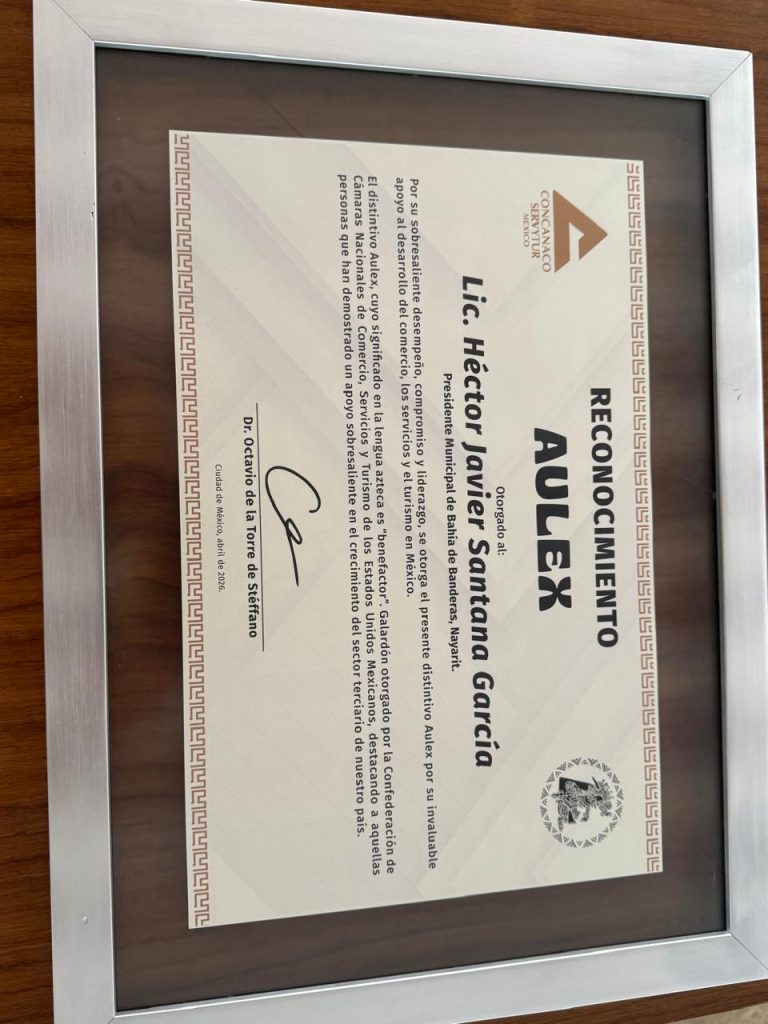 CONCANACO
SERVYTUR
MÉXICO
RECONOCIMIENTO
AULEX
Otorgado al:
Lic. Héctor Javier Santana García
Presidente Municipal de Bahía de Banderas, Nayarit.
Por su sobresaliente desempeño, compromiso y liderazgo, se otorga el presente distintivo Aulex por su invaluable
apoyo al desarrollo del comercio, los servicios y el turismo en México.
El distintivo Aulex, cuyo significado en la lengua azteca es “benefactor”. Galardón otorgado por la Confederación de
Cámaras Nacionales de Comercio, Servicios y Turismo de los Estados Unidos Mexicanos, destacando a aquellas
personas que han demostrado un apoyo sobresaliente en el crecimiento del sector terciario de nuestro país.
Dr. Octavio de la Torre de Stéffano
Ciudad de México, abril de 2026.